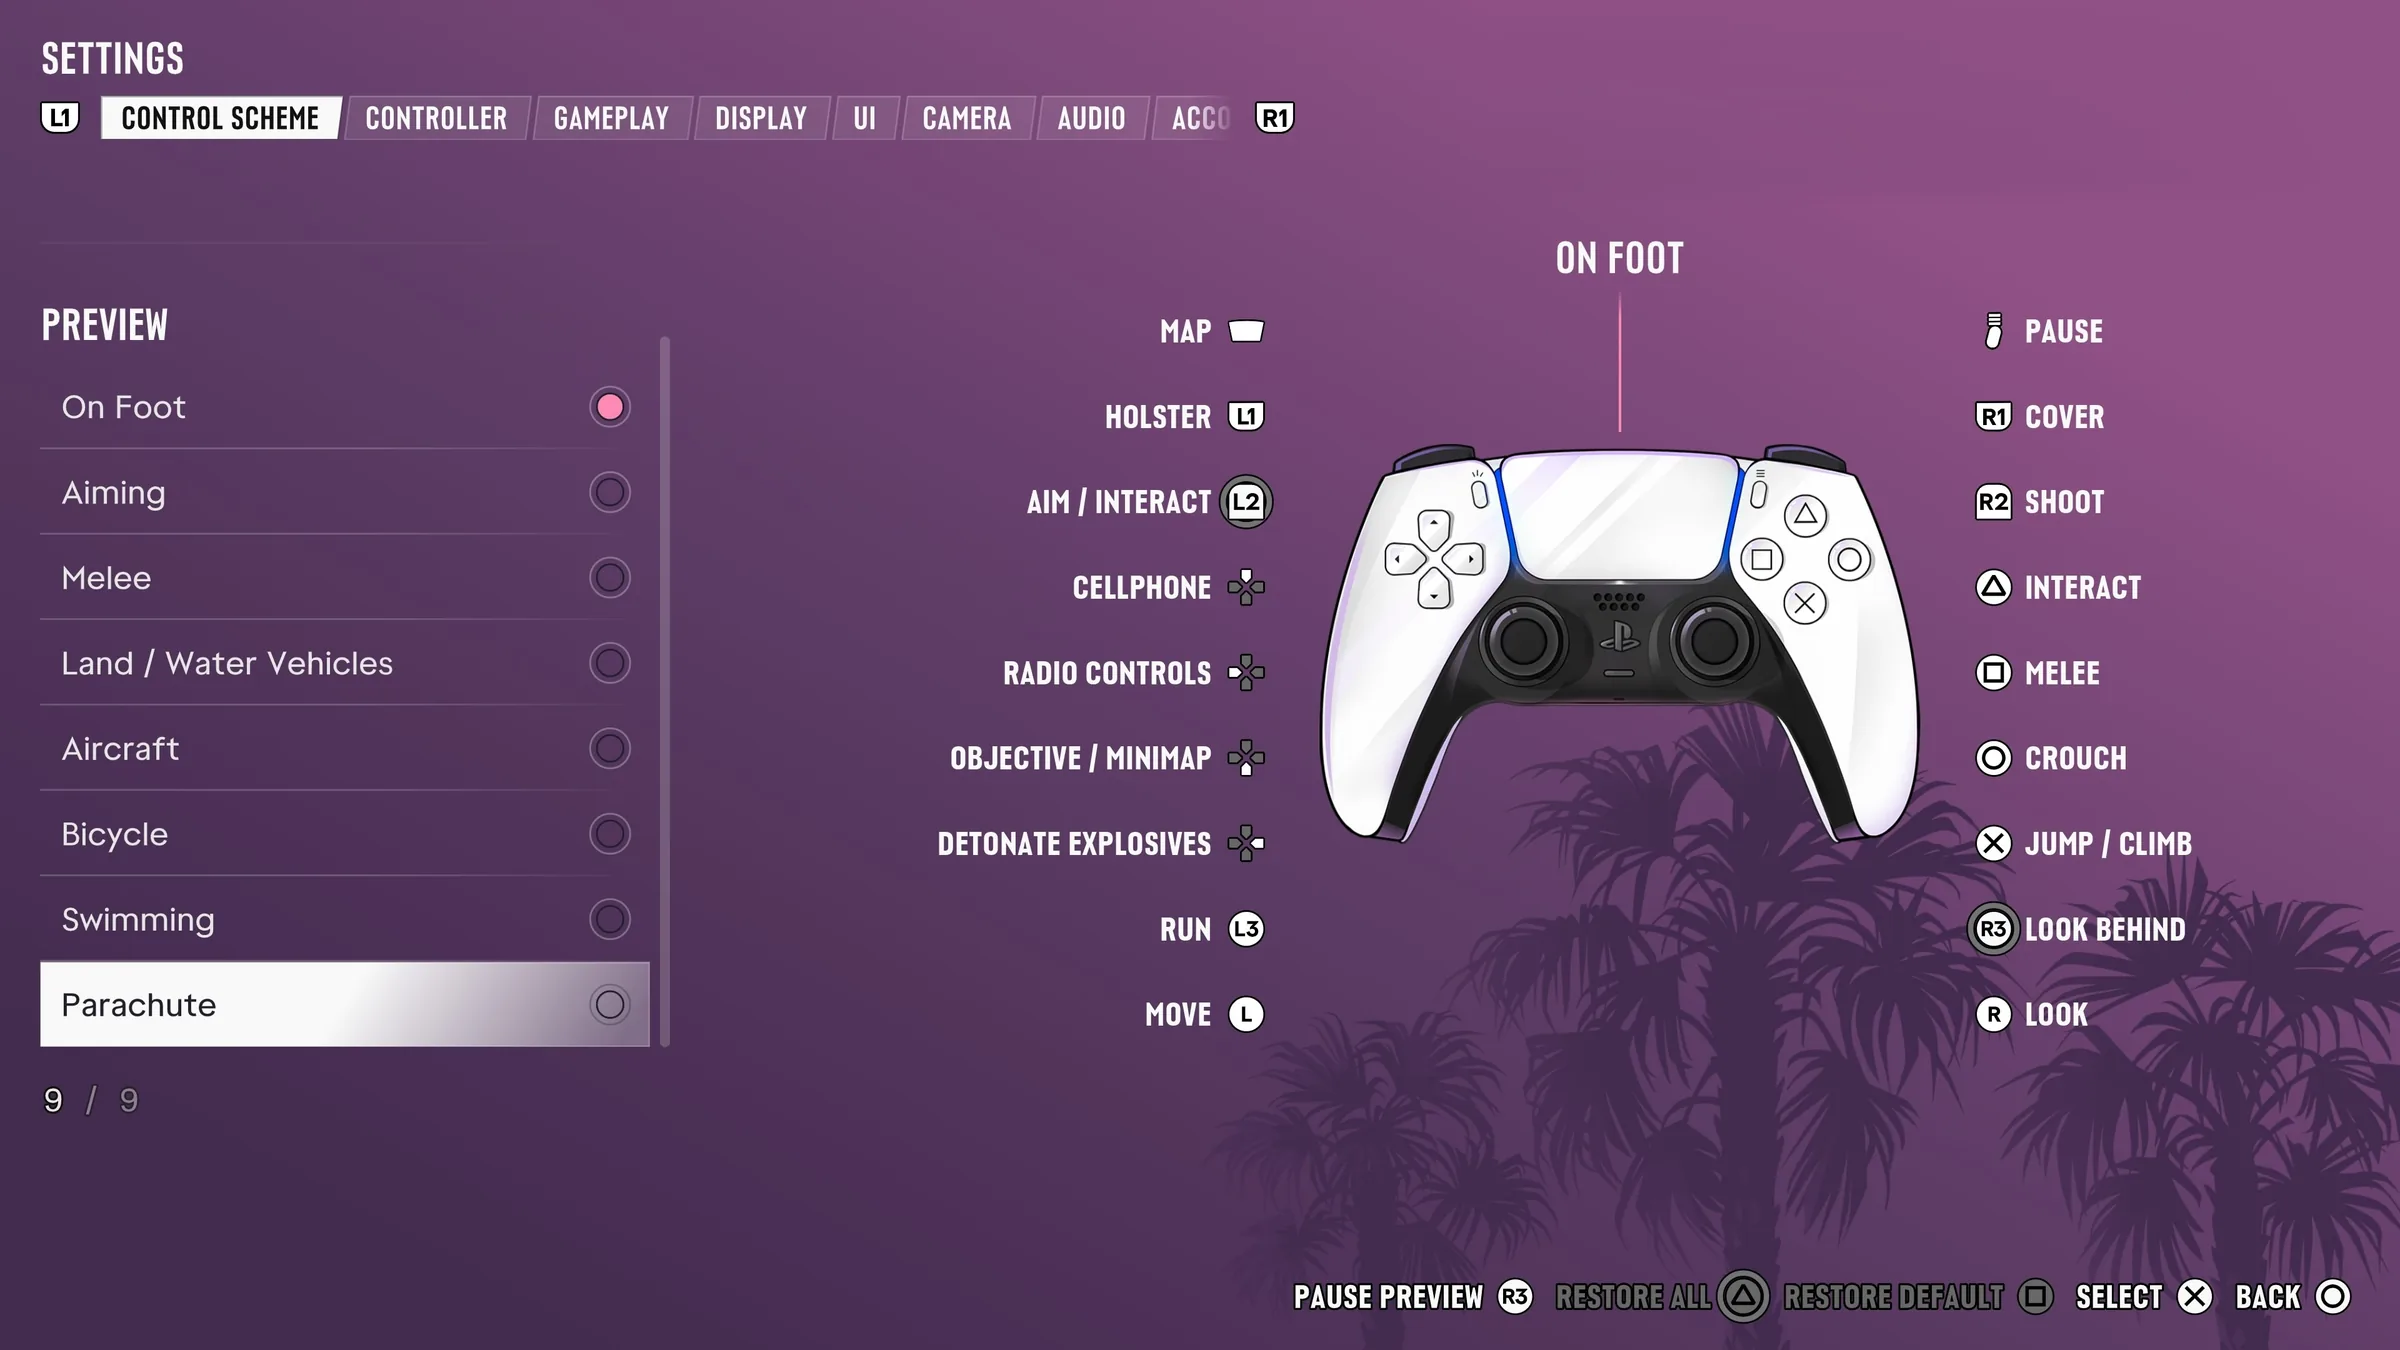 SETTINGS
L1 CONTROL SCHEME CONTROLLER GAMEPLAY DISPLAY UI CAMERA AUDIO ACCO R1
PREVIEW
On Foot
Aiming
Melee
Land / Water Vehicles
Aircraft
Bicycle
Swimming
Parachute
9 / 9
ON FOOT
MAP
HOLSTER L1
AIM / INTERACT L2
CELLPHONE
RADIO CONTROLS
OBJECTIVE / MINIMAP
DETONATE EXPLOSIVES
RUN L3
MOVE L
PAUSE
R1 COVER
R2 SHOOT
INTERACT
MELEE
CROUCH
JUMP / CLIMB
R3 LOOK BEHIND
R LOOK
PAUSE PREVIEW R3 RESTORE ALL RESTORE DEFAULT SELECT BACK